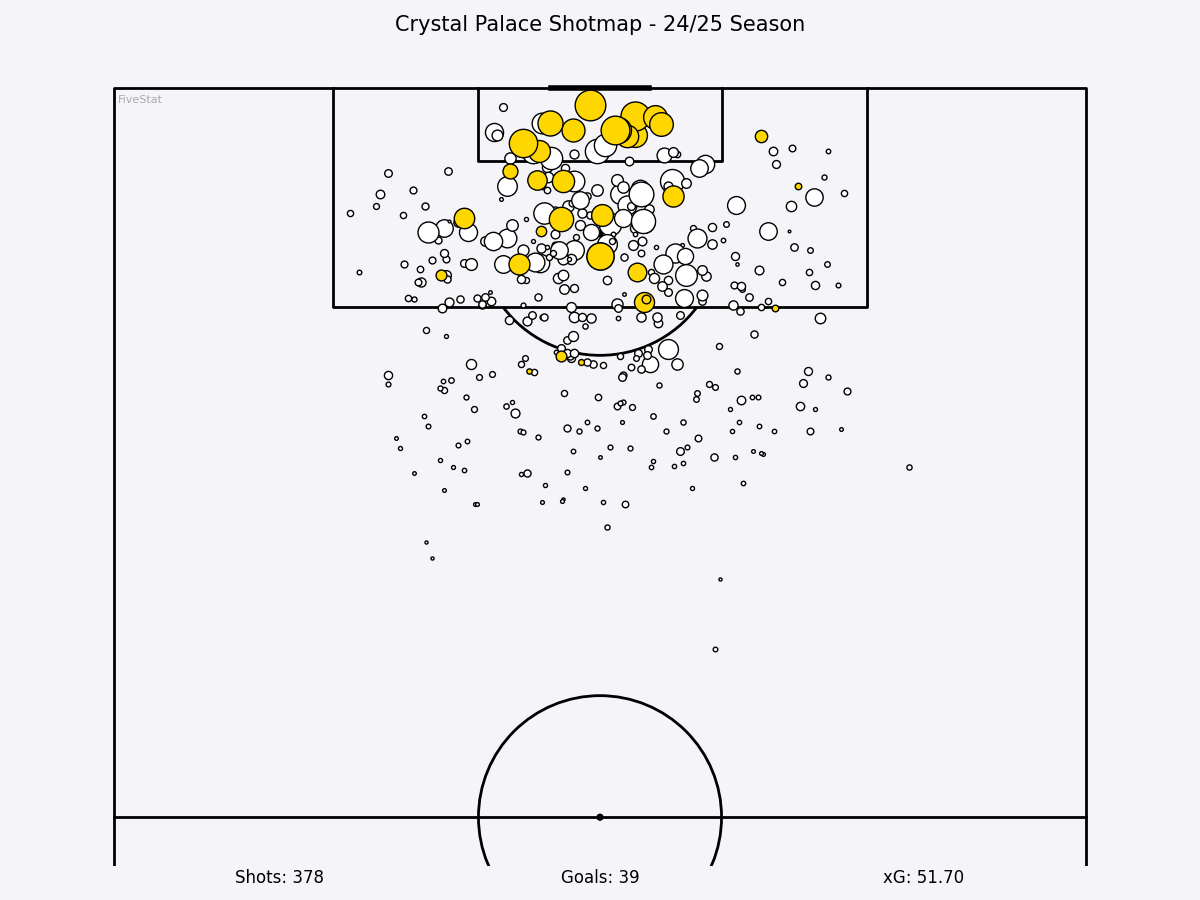 Crystal Palace Shotmap - 24/25 Season
FiveStat
Shots: 378
Goals: 39
xG: 51.70